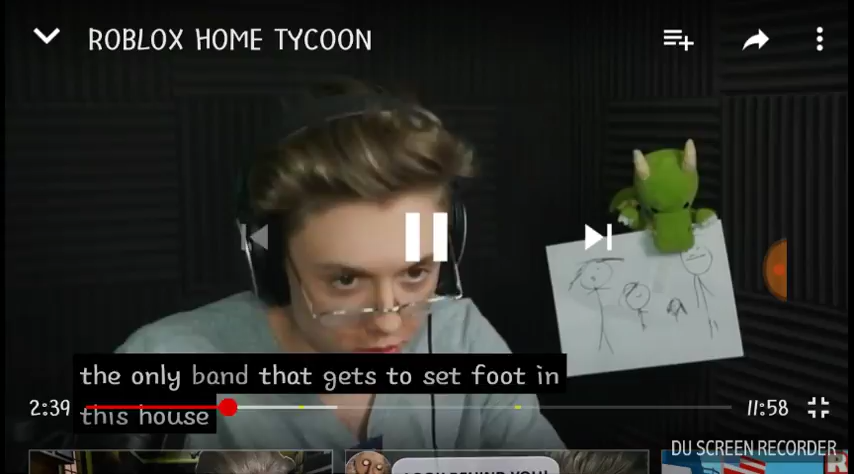 ROBLOX HOME TYCOON
the only band that gets to set foot in
2:39
this house
11:58
DU SCREEN RECORDER